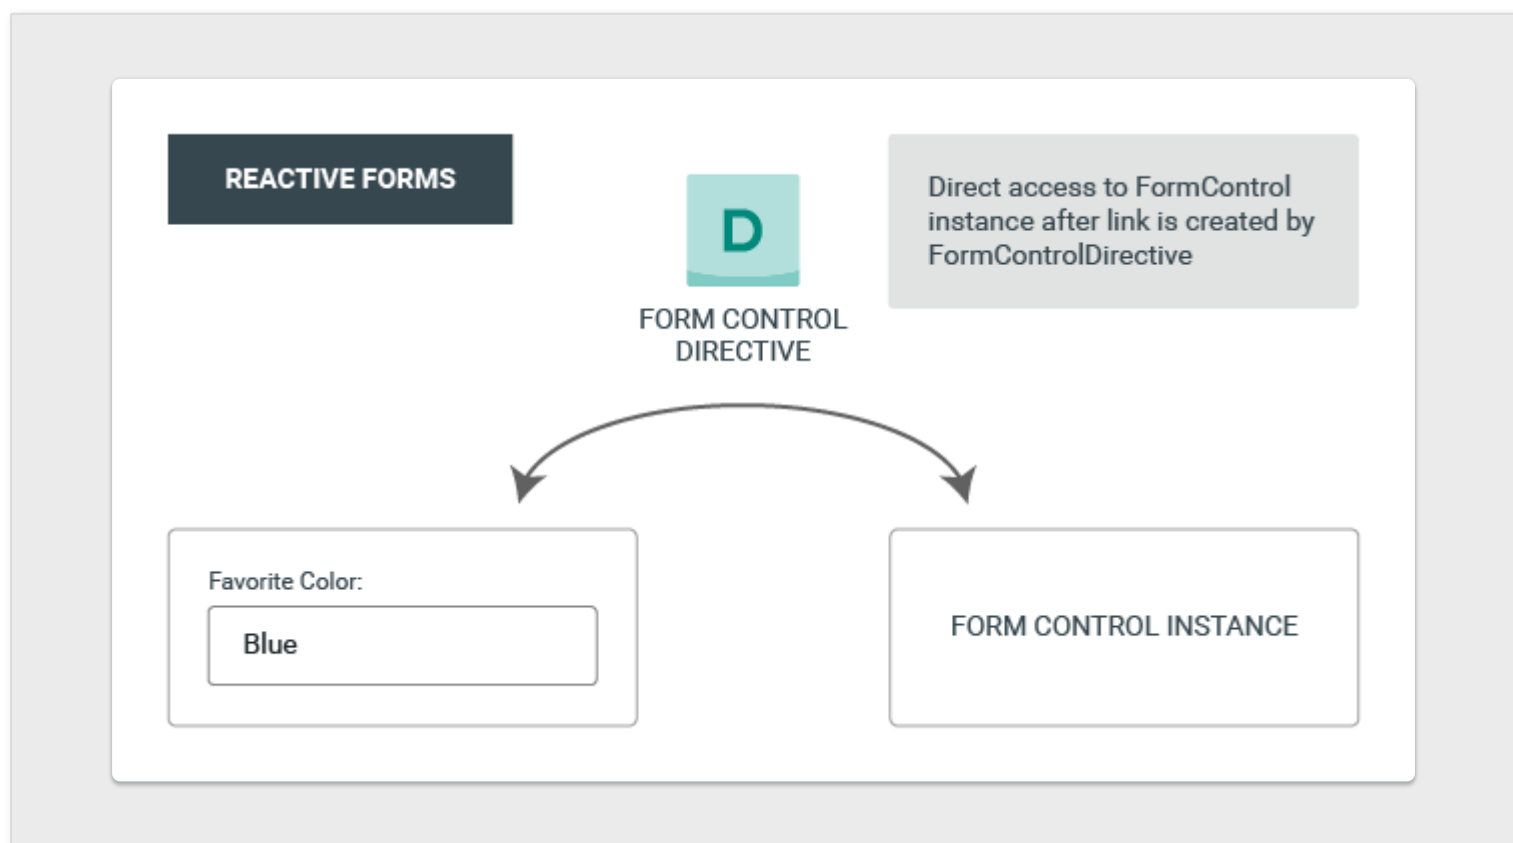 REACTIVE FORMS
D
FORM CONTROL
DIRECTIVE
Direct access to FormControl
instance after link is created by
FormControlDirective
Favorite Color:
Blue
FORM CONTROL INSTANCE